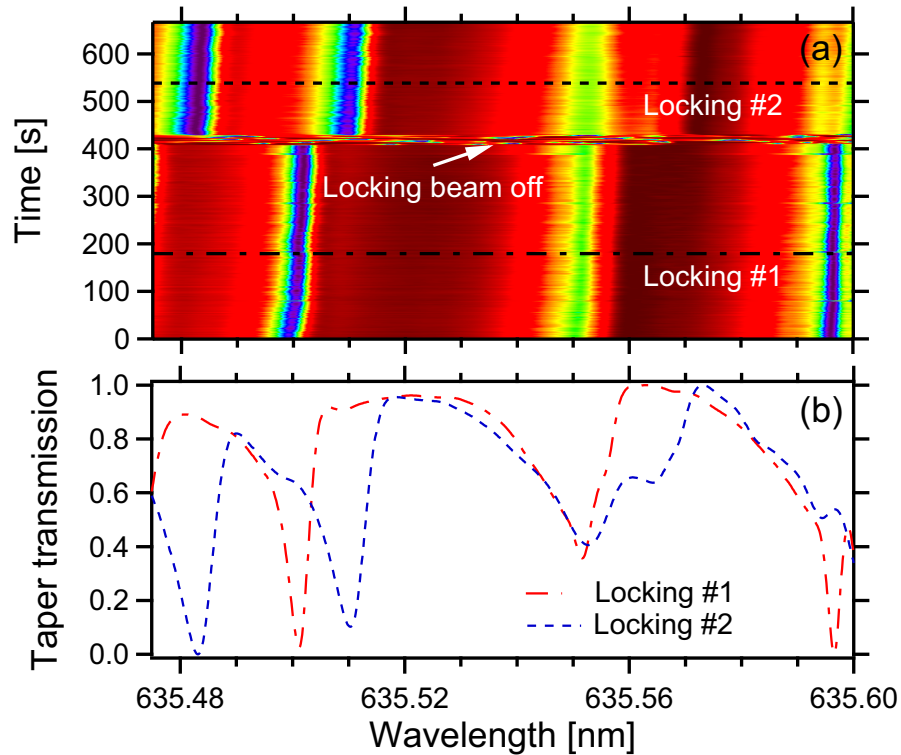 (a)
Time [s]
600
500
400
300
200
100
0
Locking #2
Locking beam off
Locking #1
(b)
Taper transmission
1.0
0.8
0.6
0.4
0.2
0.0
Locking #1
Locking #2
635.48
635.52
635.56
635.60
Wavelength [nm]